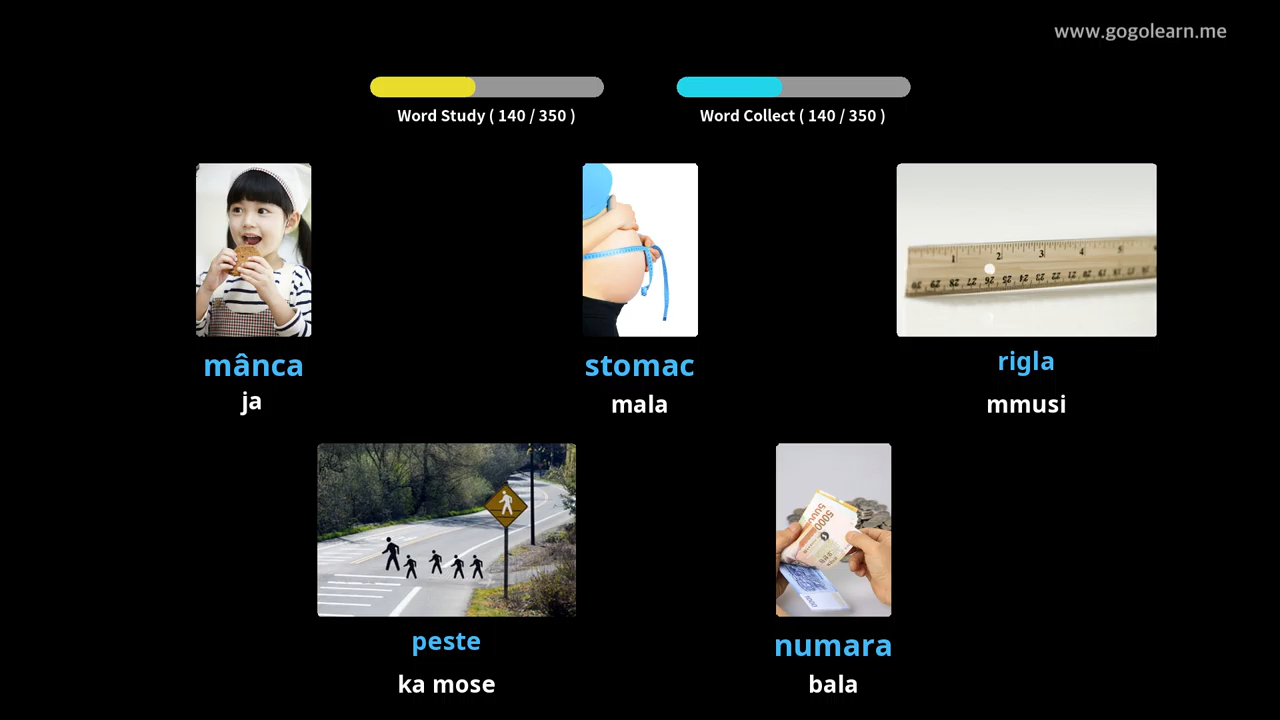 www.gogolearn.me
Word Study ( 140 / 350 )
Word Collect ( 140 / 350 )
mânca
ja
stomac
mala
rigla
mmusi
peste
ka mose
numara
bala